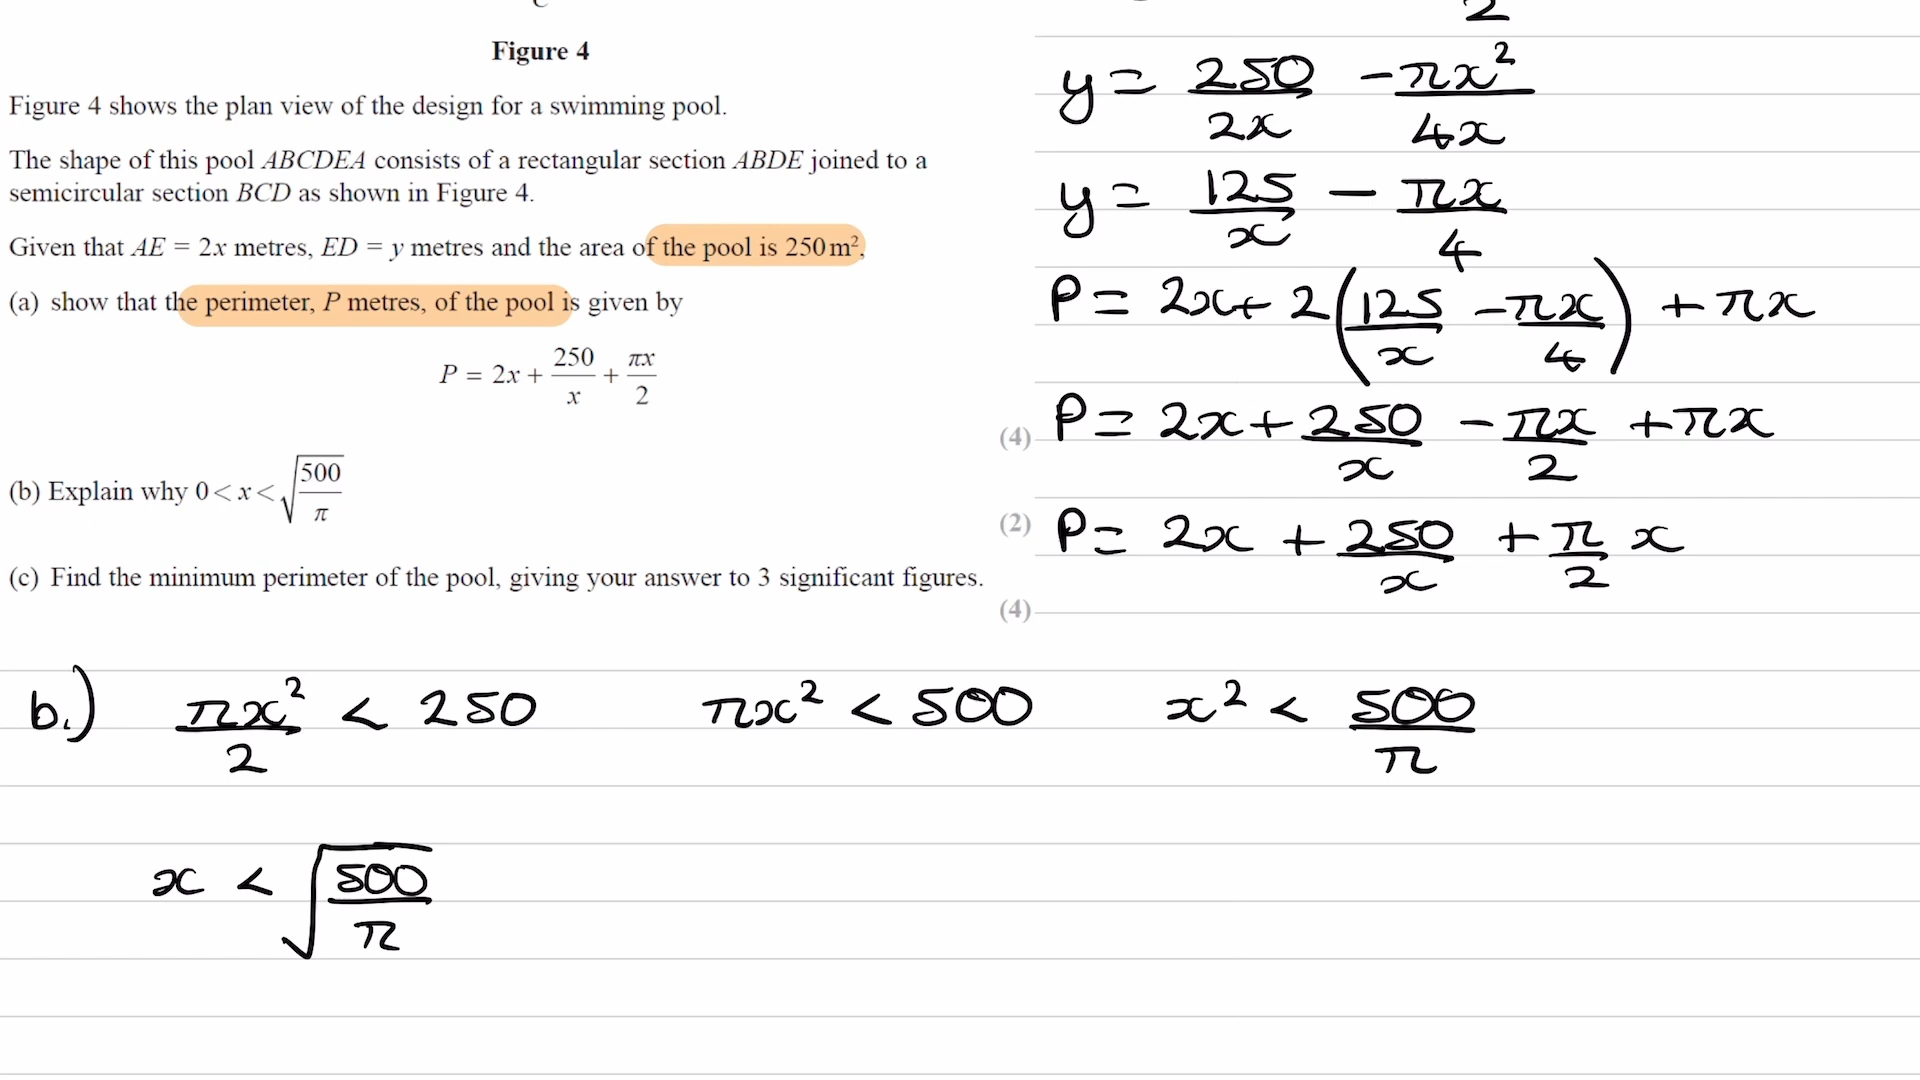 Figure 4
Figure 4 shows the plan view of the design for a swimming pool.
The shape of this pool ABCDEA consists of a rectangular section ABDE joined to a
semicircular section BCD as shown in Figure 4.
Given that AE = 2x metres, ED = y metres and the area of the pool is 250 m².
(a) show that the perimeter, P metres, of the pool is given by
P = 2x + 250/x + πx/2
(4)
(b) Explain why 0 < x < √(500/π)
(2)
(c) Find the minimum perimeter of the pool, giving your answer to 3 significant figures.
(4)
2
y = 250/2x - πx²/4x
y = 125/x - πx/4
P = 2x + 2(125/x - πx/4) + πx
P = 2x + 250/x - πx/2 + πx
P = 2x + 250/x + π/2 x
b.) πx²/2 < 250 πx² < 500 x² < 500/π
x < √(500/π)